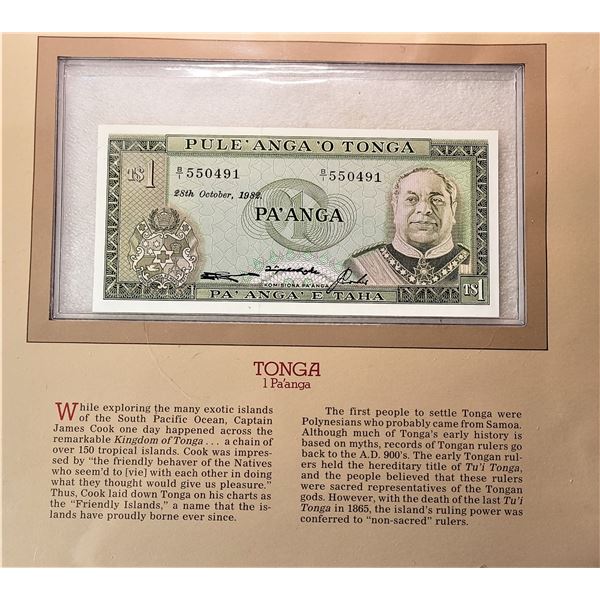 PULE'ANGA 'O TONGA
T$1
B/1 550491
B/1 550491
28th October, 1982.
PA'ANGA
1
KOMISIONA PA'ANGA
PA'ANGA 'E TAHA
T$1
TONGA
1 Pa'anga
While exploring the many exotic islands
of the South Pacific Ocean, Captain
James Cook one day happened across the
remarkable Kingdom of Tonga . . . a chain of
over 150 tropical islands. Cook was impres-
sed by "the friendly behaver of the Natives
who seem'd to [vie] with each other in doing
what they thought would give us pleasure."
Thus, Cook laid down Tonga on his charts as
the "Friendly Islands," a name that the is-
lands have proudly borne ever since.
The first people to settle Tonga were
Polynesians who probably came from Samoa.
Although much of Tonga's early history is
based on myths, records of Tongan rulers go
back to the A.D. 900's. The early Tongan rul-
ers held the hereditary title of Tu'i Tonga,
and the people believed that these rulers
were sacred representatives of the Tongan
gods. However, with the death of the last Tu'i
Tonga in 1865, the island's ruling power was
conferred to "non-sacred" rulers.